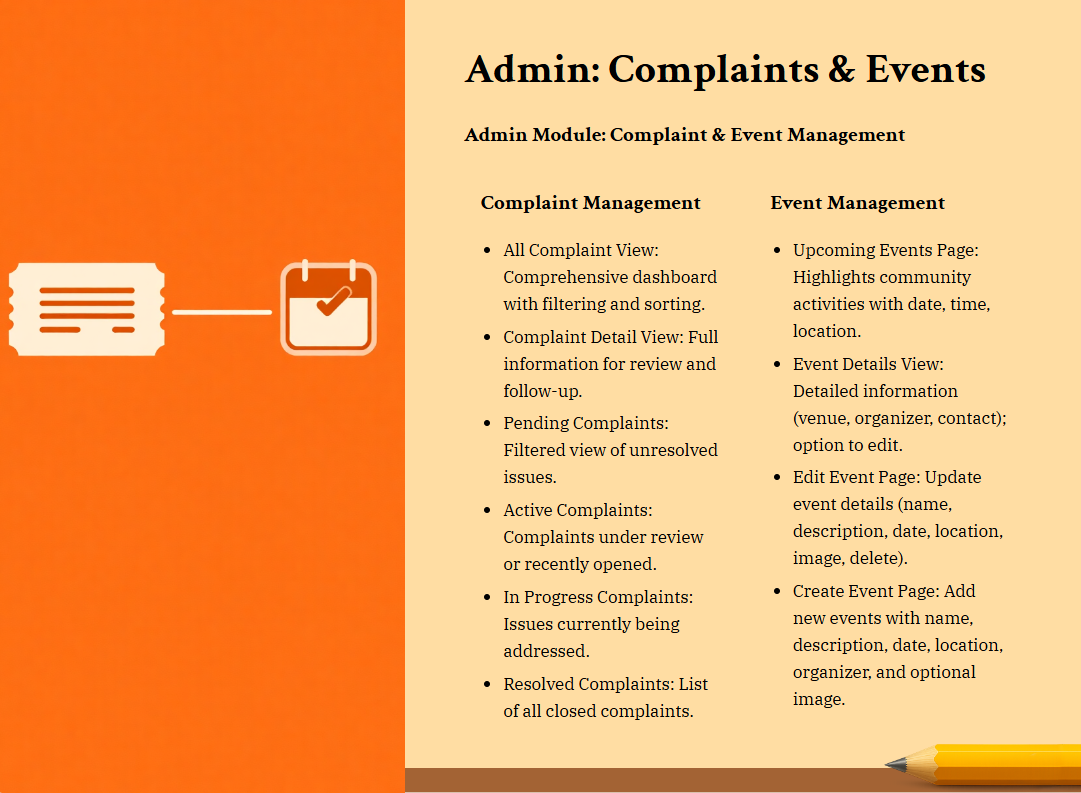 Admin: Complaints & Events
Admin Module: Complaint & Event Management
Complaint Management
• All Complaint View:
Comprehensive dashboard
with filtering and sorting.
• Complaint Detail View: Full
information for review and
follow-up.
• Pending Complaints:
Filtered view of unresolved
issues.
• Active Complaints:
Complaints under review
or recently opened.
• In Progress Complaints:
Issues currently being
addressed.
• Resolved Complaints: List
of all closed complaints.
Event Management
• Upcoming Events Page:
Highlights community
activities with date, time,
location.
• Event Details View:
Detailed information
(venue, organizer, contact);
option to edit.
• Edit Event Page: Update
event details (name,
description, date, location,
image, delete).
• Create Event Page: Add
new events with name,
description, date, location,
organizer, and optional
image.